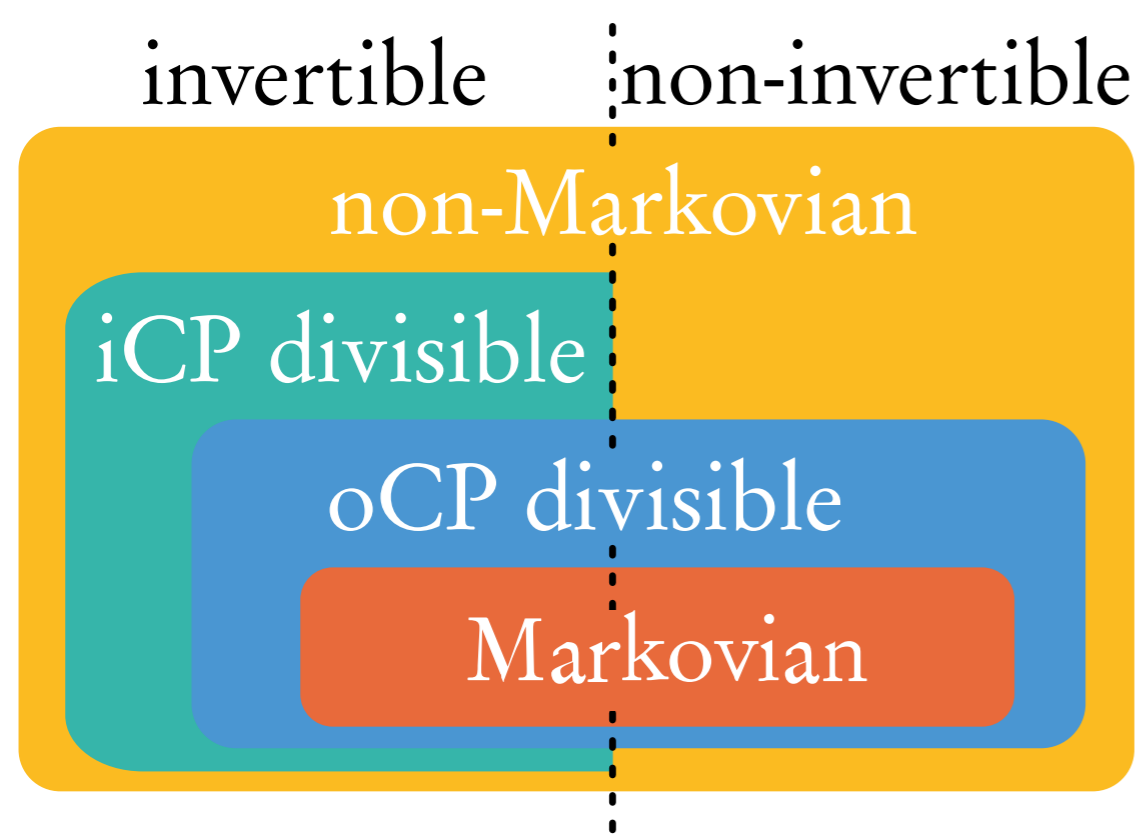 invertible non-invertible
non-Markovian
iCP divisible
oCP divisible
Markovian